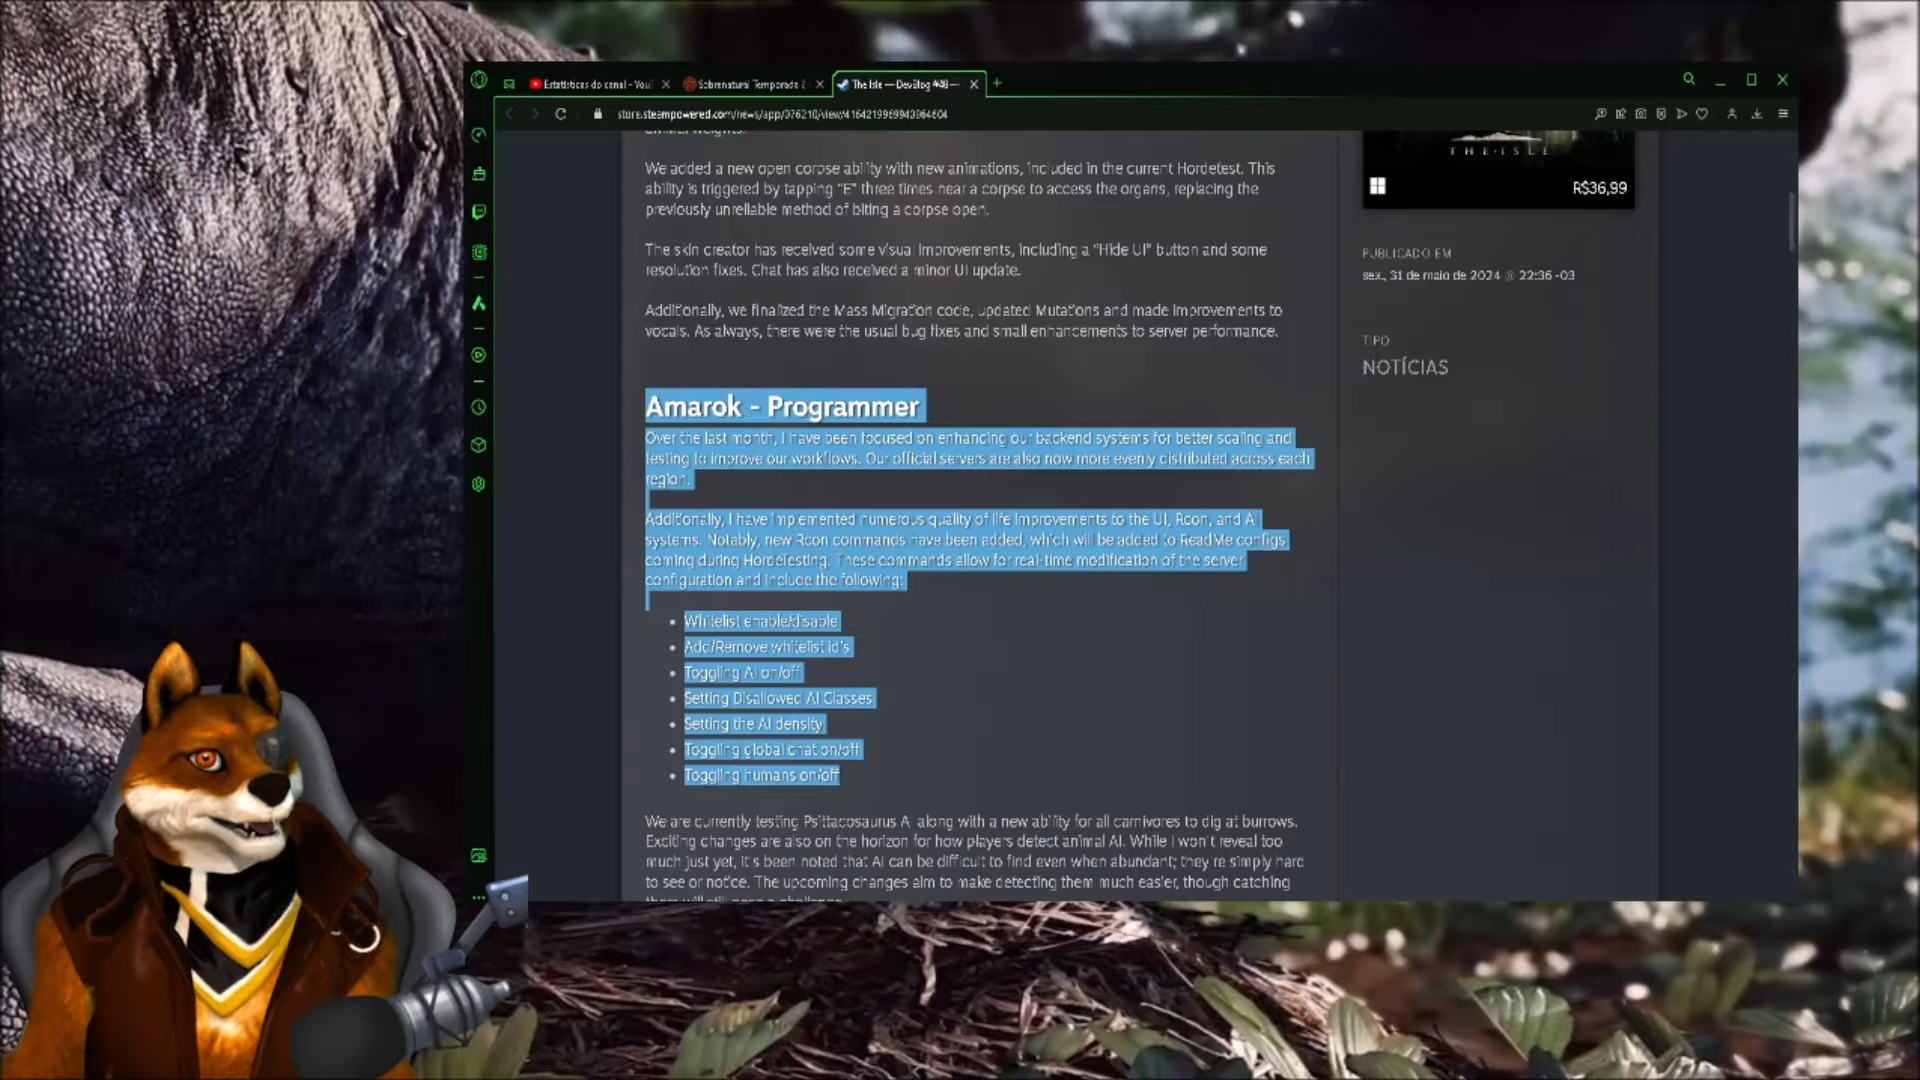 Estatísticas do canal - YouT
Sobrenatural Temporada 2
The Isle — DevBlog #48 —
We added a new open corpse ability with new animations, included in the current Hordetest. This
ability is triggered by tapping "E" three times near a corpse to access the organs, replacing the
previously unreliable method of biting a corpse open.
The skin creator has received some visual improvements, including a "Hide UI" button and some
resolution fixes. Chat has also received a minor UI update.
Additionally, we finalized the Mass Migration code, updated Mutations and made improvements to
vocals. As always, there were the usual bug fixes and small enhancements to server performance.
Amarok - Programmer
Over the last month, I have been focused on enhancing our backend systems for better scaling and
testing to improve our workflows. Our official servers are also now more evenly distributed across each
region.
Additionally, I have implemented numerous quality of life improvements to the UI, Rcon, and AI
systems. Notably, new Rcon commands have been added, which will be added to ReadMe configs
coming during HordeTesting. These commands allow for real-time modification of the server
configuration and include the following:
Whitelist enable/disable
Add/Remove whitelist id's
Toggling AI on/off
Setting Disallowed AI Classes
Setting the AI density
Toggling global chat on/off
Toggling humans on/off
We are currently testing Psittacosaurus AI along with a new ability for all carnivores to dig at burrows.
Exciting changes are also on the horizon for how players detect animal AI. While I won't reveal too
much just yet, it's been noted that AI can be difficult to find even when abundant; they're simply hard
to see or notice. The upcoming changes aim to make detecting them much easier, though catching
THE ISLE
R$36,99
PUBLICADO EM
sex., 31 de maio de 2024 @ 22:36 -03
TIPO
NOTÍCIAS